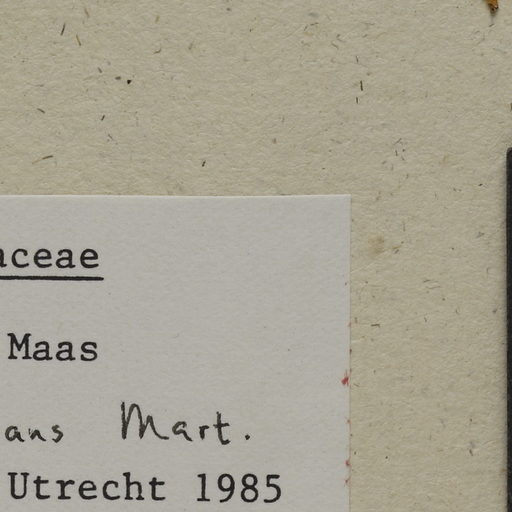 aceae
Maas
ans Mart.
Utrecht 1985